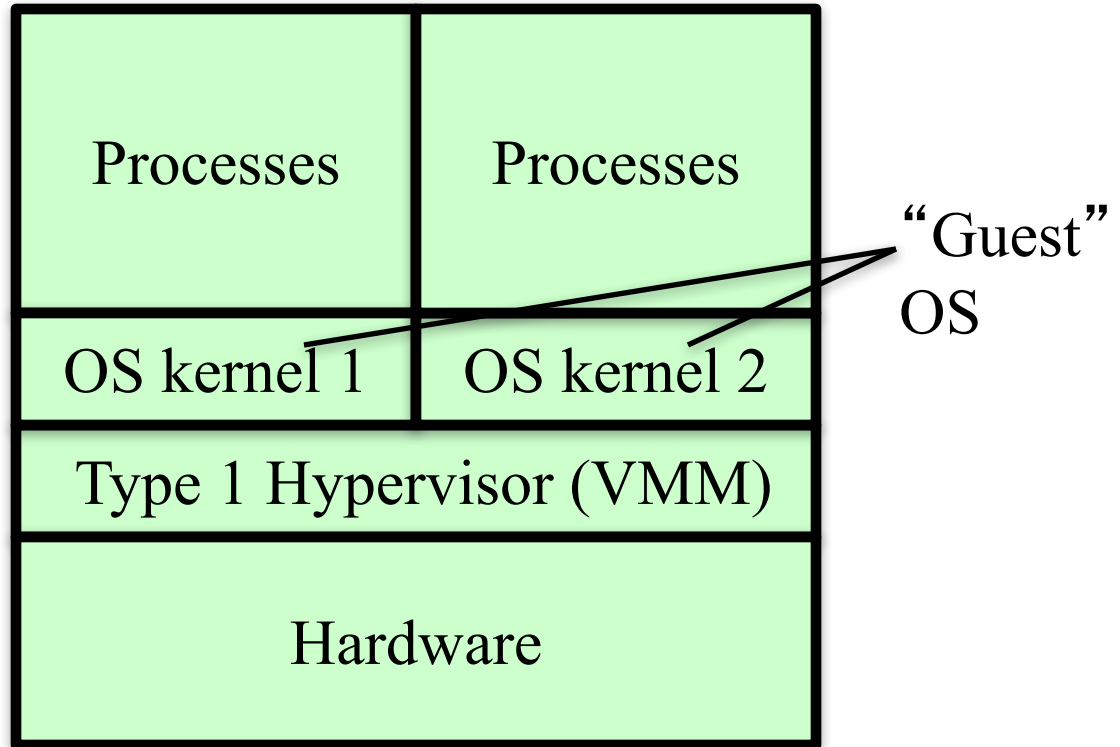 Processes
Processes
“Guest”
OS
OS kernel 1
OS kernel 2
Type 1 Hypervisor (VMM)
Hardware